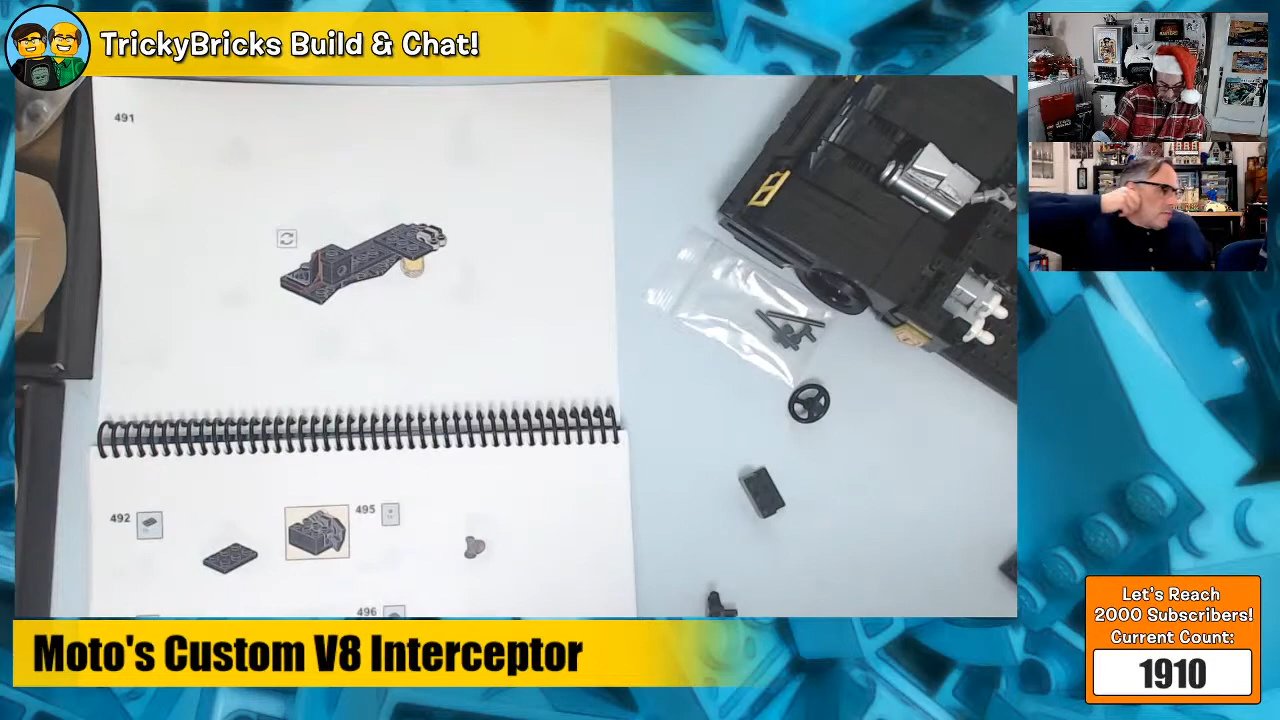 TrickyBricks Build & Chat!
491
492
495
496
Moto's Custom V8 Interceptor
Let's Reach
2000 Subscribers!
Current Count:
1910